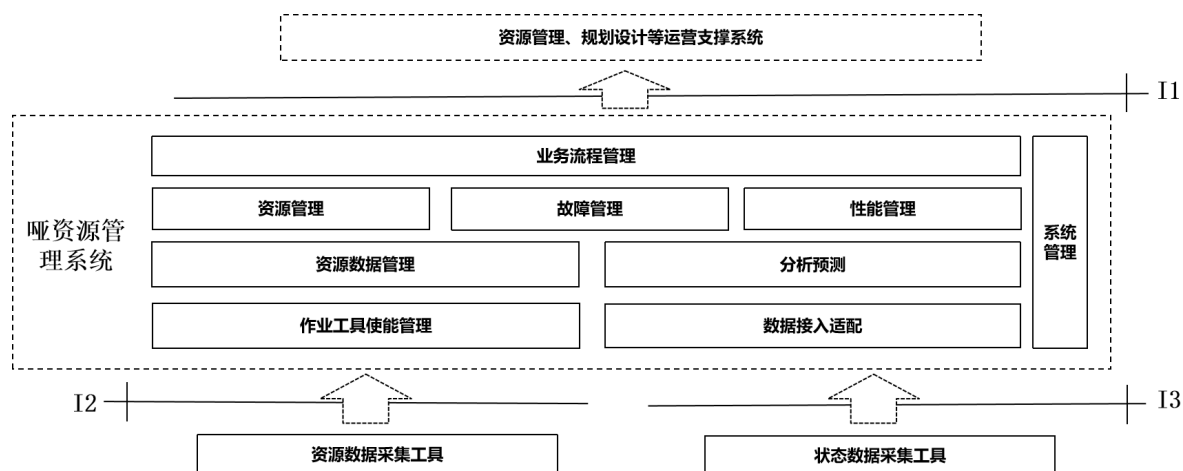 资源管理、规划设计等运营支撑系统
I1
业务流程管理
资源管理
故障管理
性能管理
哑资源管
理系统
系统
管理
资源数据管理
分析预测
作业工具使能管理
数据接入适配
I2
I3
资源数据采集工具
状态数据采集工具